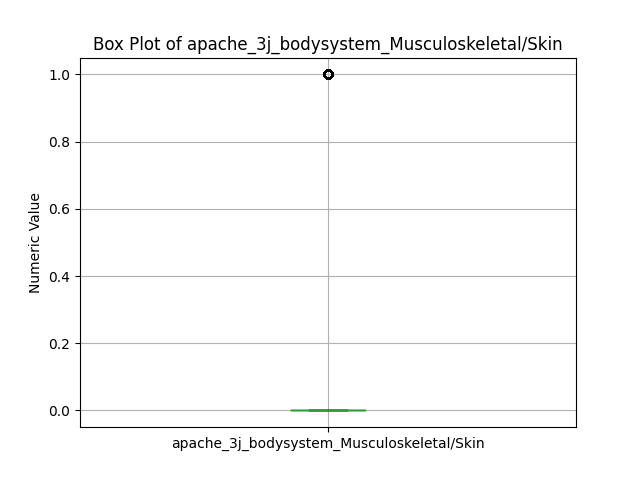 Box Plot of apache_3j_bodysystem_Musculoskeletal/Skin
1.0
0.8
0.6
0.4
0.2
0.0
Numeric Value
apache_3j_bodysystem_Musculoskeletal/Skin